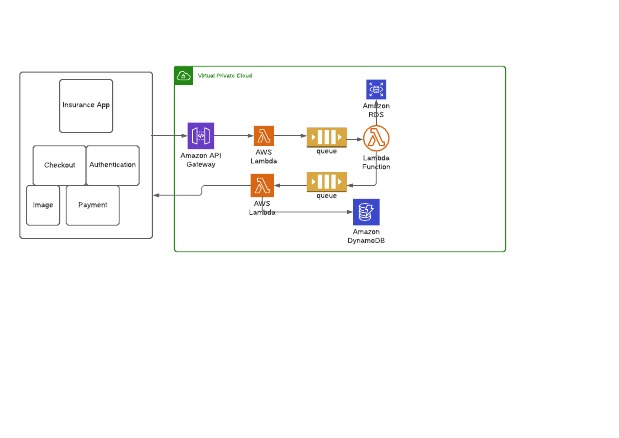 Virtual Private Cloud
Insurance App
Amazon
RDS
Amazon API
Gateway
AWS
Lambda
queue
Lambda
Function
Checkout
Authentication
Image
Payment
AWS
Lambda
queue
Amazon
DynamoDB